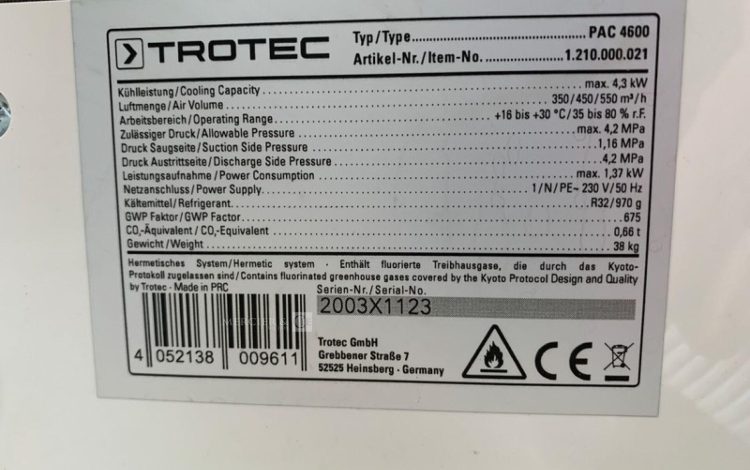 TROTEC
Typ/Type PAC 4600
Artikel-Nr./Item-No. 1.210.000.021
Kühlleistung/Cooling Capacity max. 4,3 kW
Luftmenge/Air Volume 350/450/550 m³/h
Arbeitsbereich/Operating Range +16 bis +30 °C/35 bis 80 % r.F.
Zulässiger Druck/Allowable Pressure max. 4,2 MPa
Druck Saugseite/Suction Side Pressure 1,16 MPa
Druck Austrittseite/Discharge Side Pressure 4,2 MPa
Leistungsaufnahme/Power Consumption max. 1,37 kW
Netzanschluss/Power Supply 1/N/PE~ 230 V/50 Hz
Kältemittel/Refrigerant R32/970 g
GWP Faktor/GWP Factor 675
CO₂-Äquivalent/CO₂-Equivalent 0,66 t
Gewicht/Weight 38 kg
Hermetisches System/Hermetic system - Enthält fluorierte Treibhausgase, die durch das Kyoto-
Protokoll zugelassen sind/Contains fluorinated greenhouse gases covered by the Kyoto Protocol Design and Quality
by Trotec - Made in PRC
Serien-Nr./Serial-No.
2003X1123
4 052138 009611
Trotec GmbH
Grebbener Straße 7
52525 Heinsberg - Germany
CE